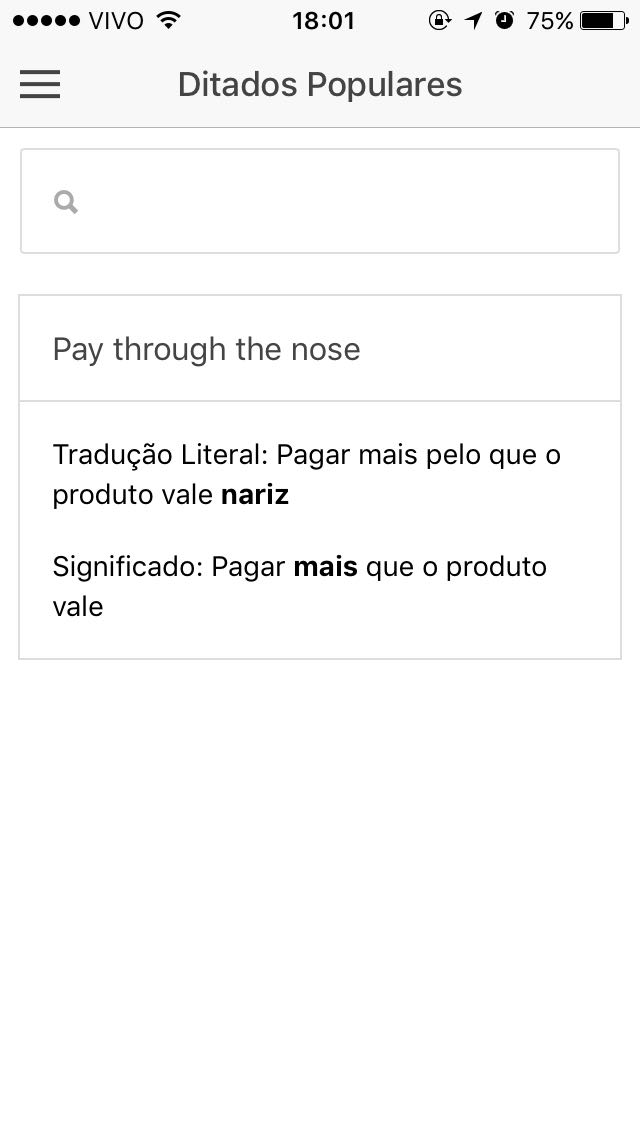 VIVO 18:01 75%
Ditados Populares
Pay through the nose
Tradução Literal: Pagar mais pelo que o
produto vale nariz
Significado: Pagar mais que o produto
vale